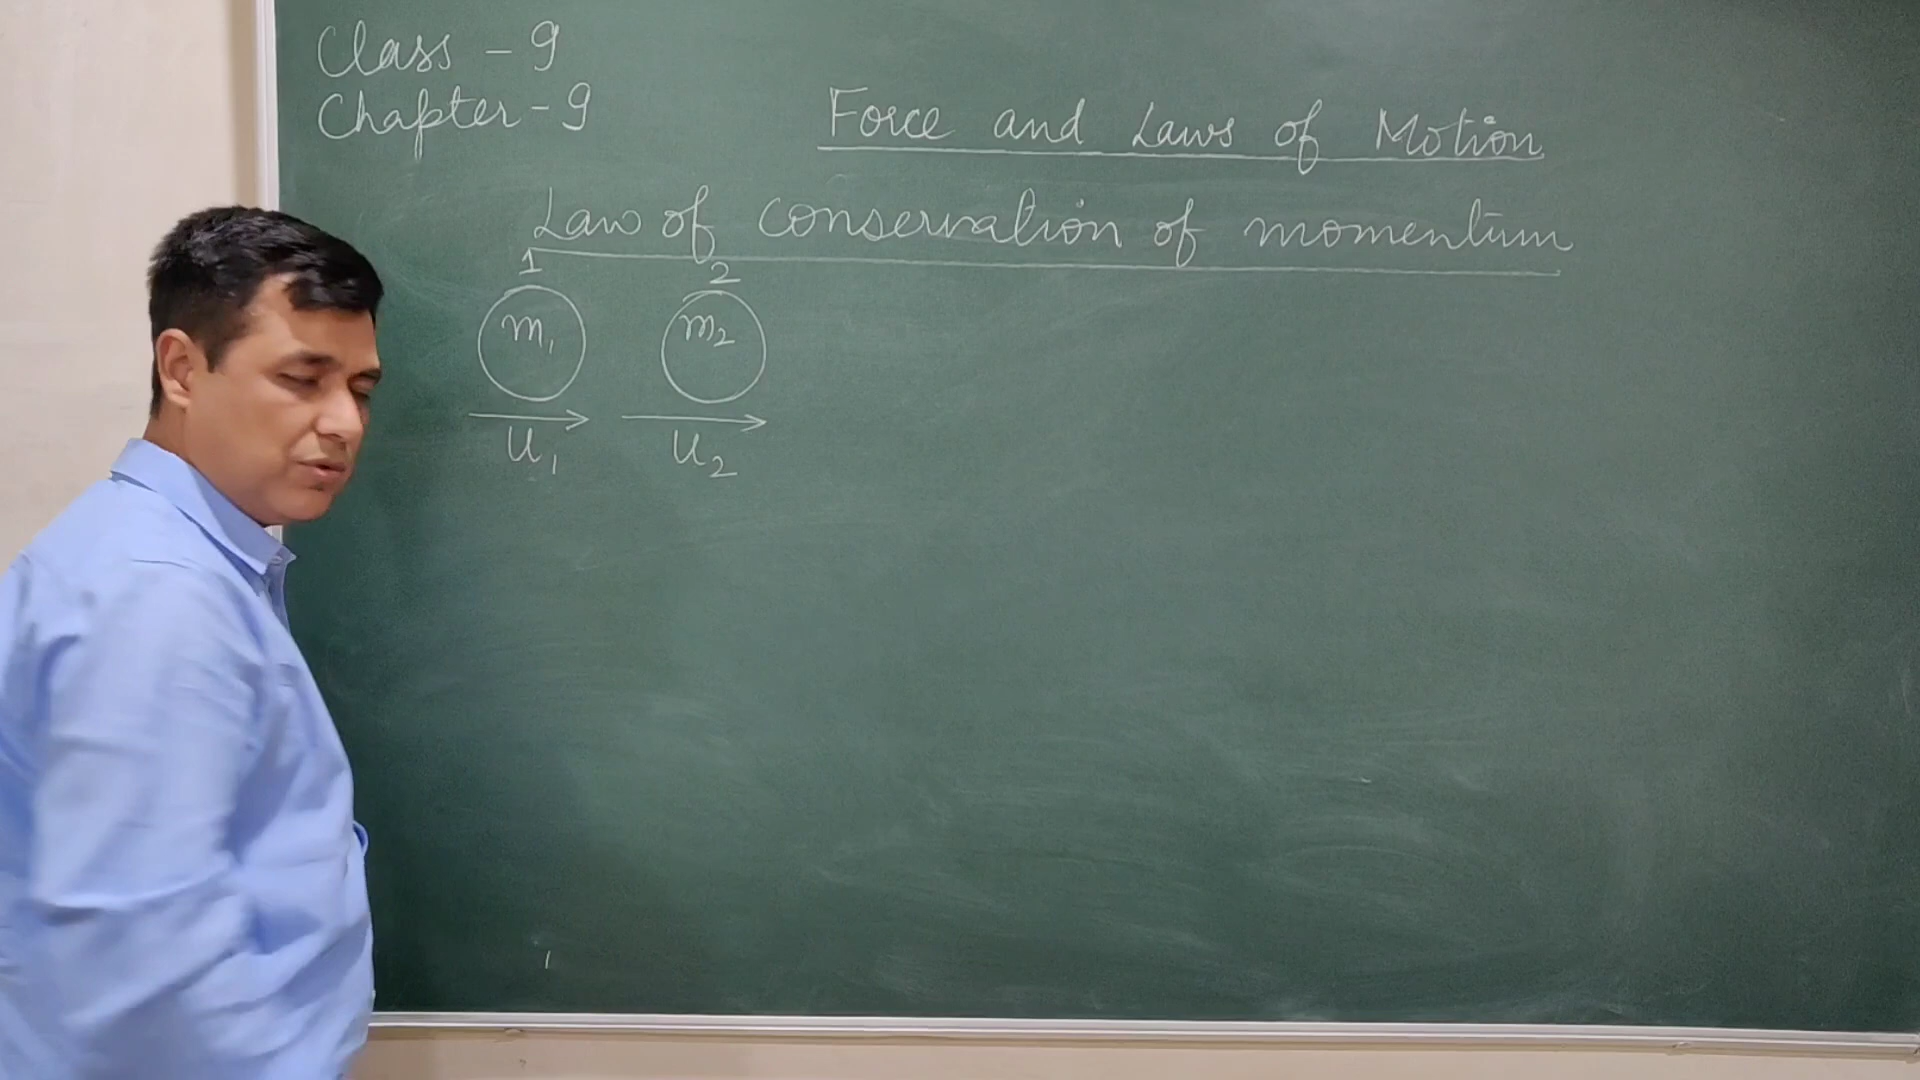 Class - 9
Chapter - 9
Force and Laws of Motion
Law of conservation of momentum
1 2
m₁ m₂
u₁ u₂